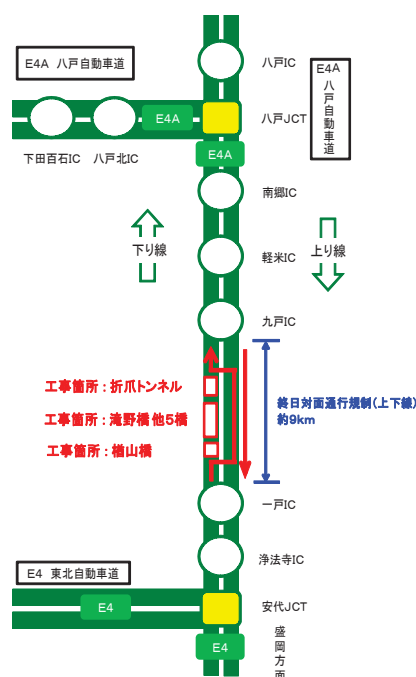 E4A 八戸自動車道
八戸IC
E4A 八戸自動車道
E4A
八戸JCT
下田百石IC
八戸北IC
E4A
南郷IC
下り線
上り線
軽米IC
九戸IC
工事箇所：折爪トンネル
工事箇所：滝野橋他5橋
工事箇所：楢山橋
終日対面通行規制(上下線)
約9km
一戸IC
浄法寺IC
E4 東北自動車道
E4
安代JCT
E4
盛岡方面